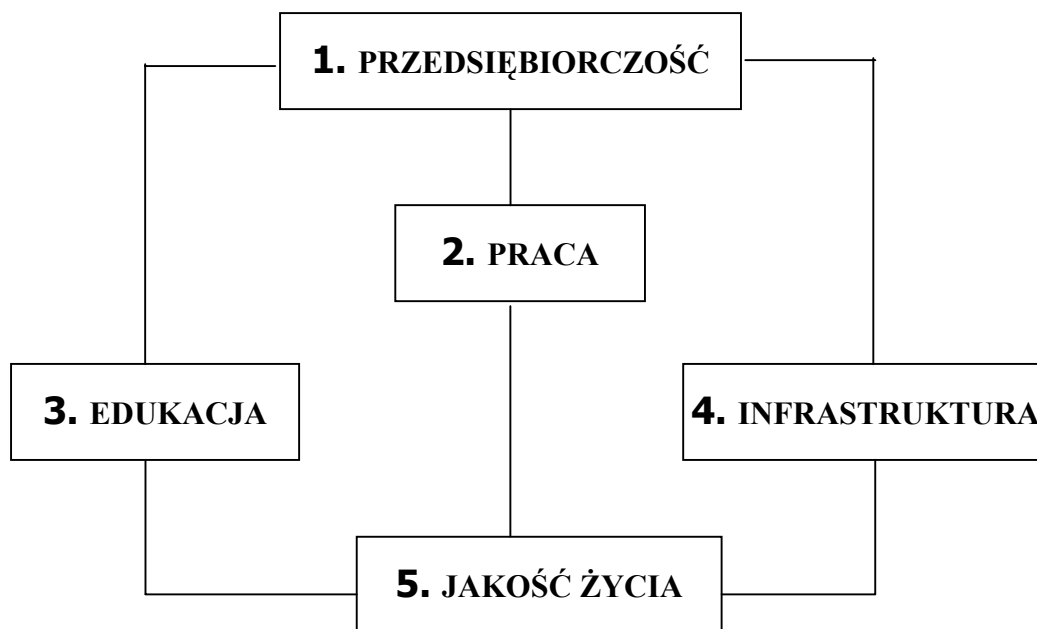 1. PRZEDSIĘBIORCZOŚĆ
2. PRACA
3. EDUKACJA
4. INFRASTRUKTURA
5. JAKOŚĆ ŻYCIA